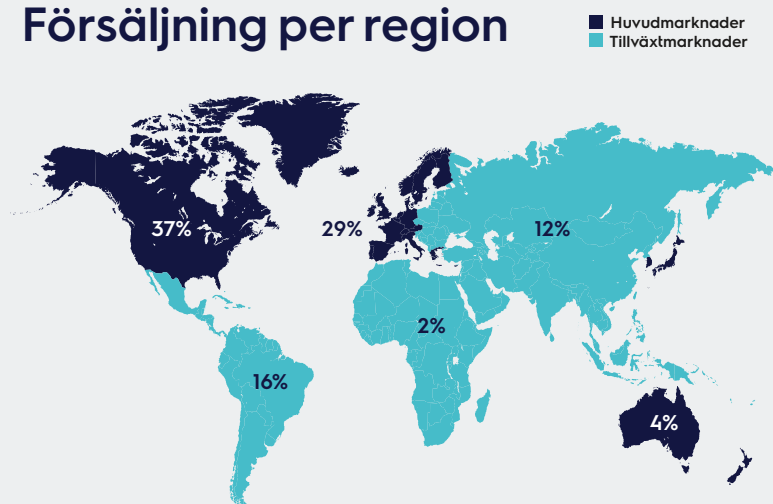 Försäljning per region
Huvudmarknader
Tillväxtmarknader
37%
29%
12%
2%
16%
4%